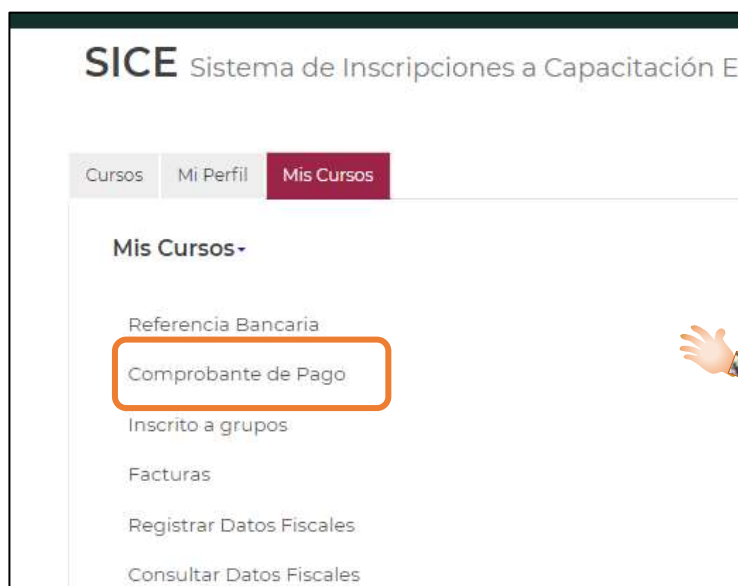 SICE Sistema de Inscripciones a Capacitación E
Cursos Mi Perfil Mis Cursos
Mis Cursos
Referencia Bancaria
Comprobante de Pago
Inscrito a grupos
Facturas
Registrar Datos Fiscales
Consultar Datos Fiscales